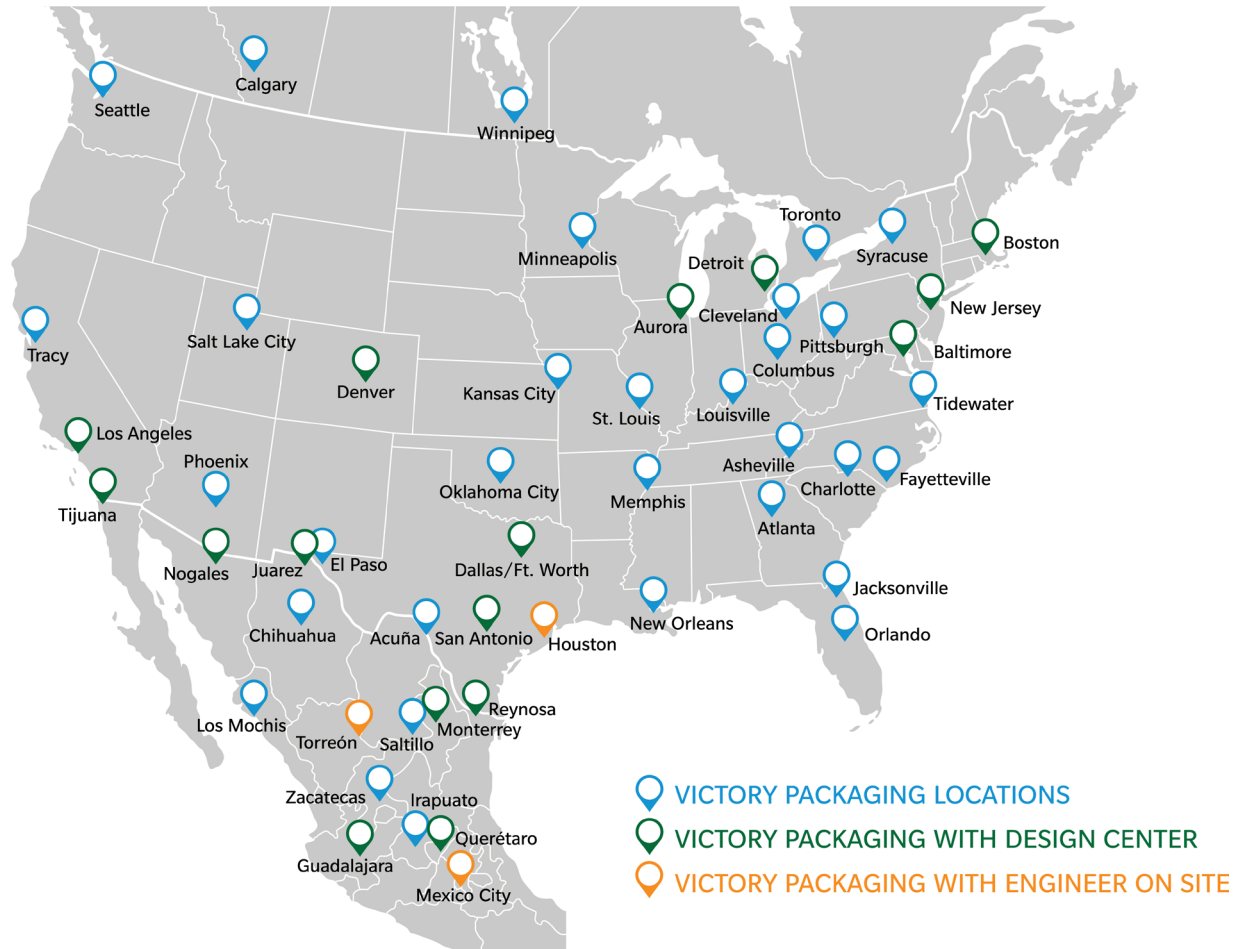 Calgary
Seattle
Winnipeg
Toronto
Boston
Syracuse
Minneapolis
Detroit
New Jersey
Cleveland
Aurora
Salt Lake City
Pittsburgh
Baltimore
Tracy
Columbus
Denver
Kansas City
Tidewater
Louisville
St. Louis
Los Angeles
Phoenix
Asheville
Fayetteville
Charlotte
Oklahoma City
Memphis
Tijuana
Atlanta
El Paso
Dallas/Ft. Worth
Nogales
Juarez
Jacksonville
New Orleans
Chihuahua
Acuña
San Antonio
Houston
Orlando
Reynosa
Los Mochis
Monterrey
Torreón
Saltillo
Zacatecas
Irapuato
VICTORY PACKAGING LOCATIONS
Querétaro
VICTORY PACKAGING WITH DESIGN CENTER
Guadalajara
VICTORY PACKAGING WITH ENGINEER ON SITE
Mexico City